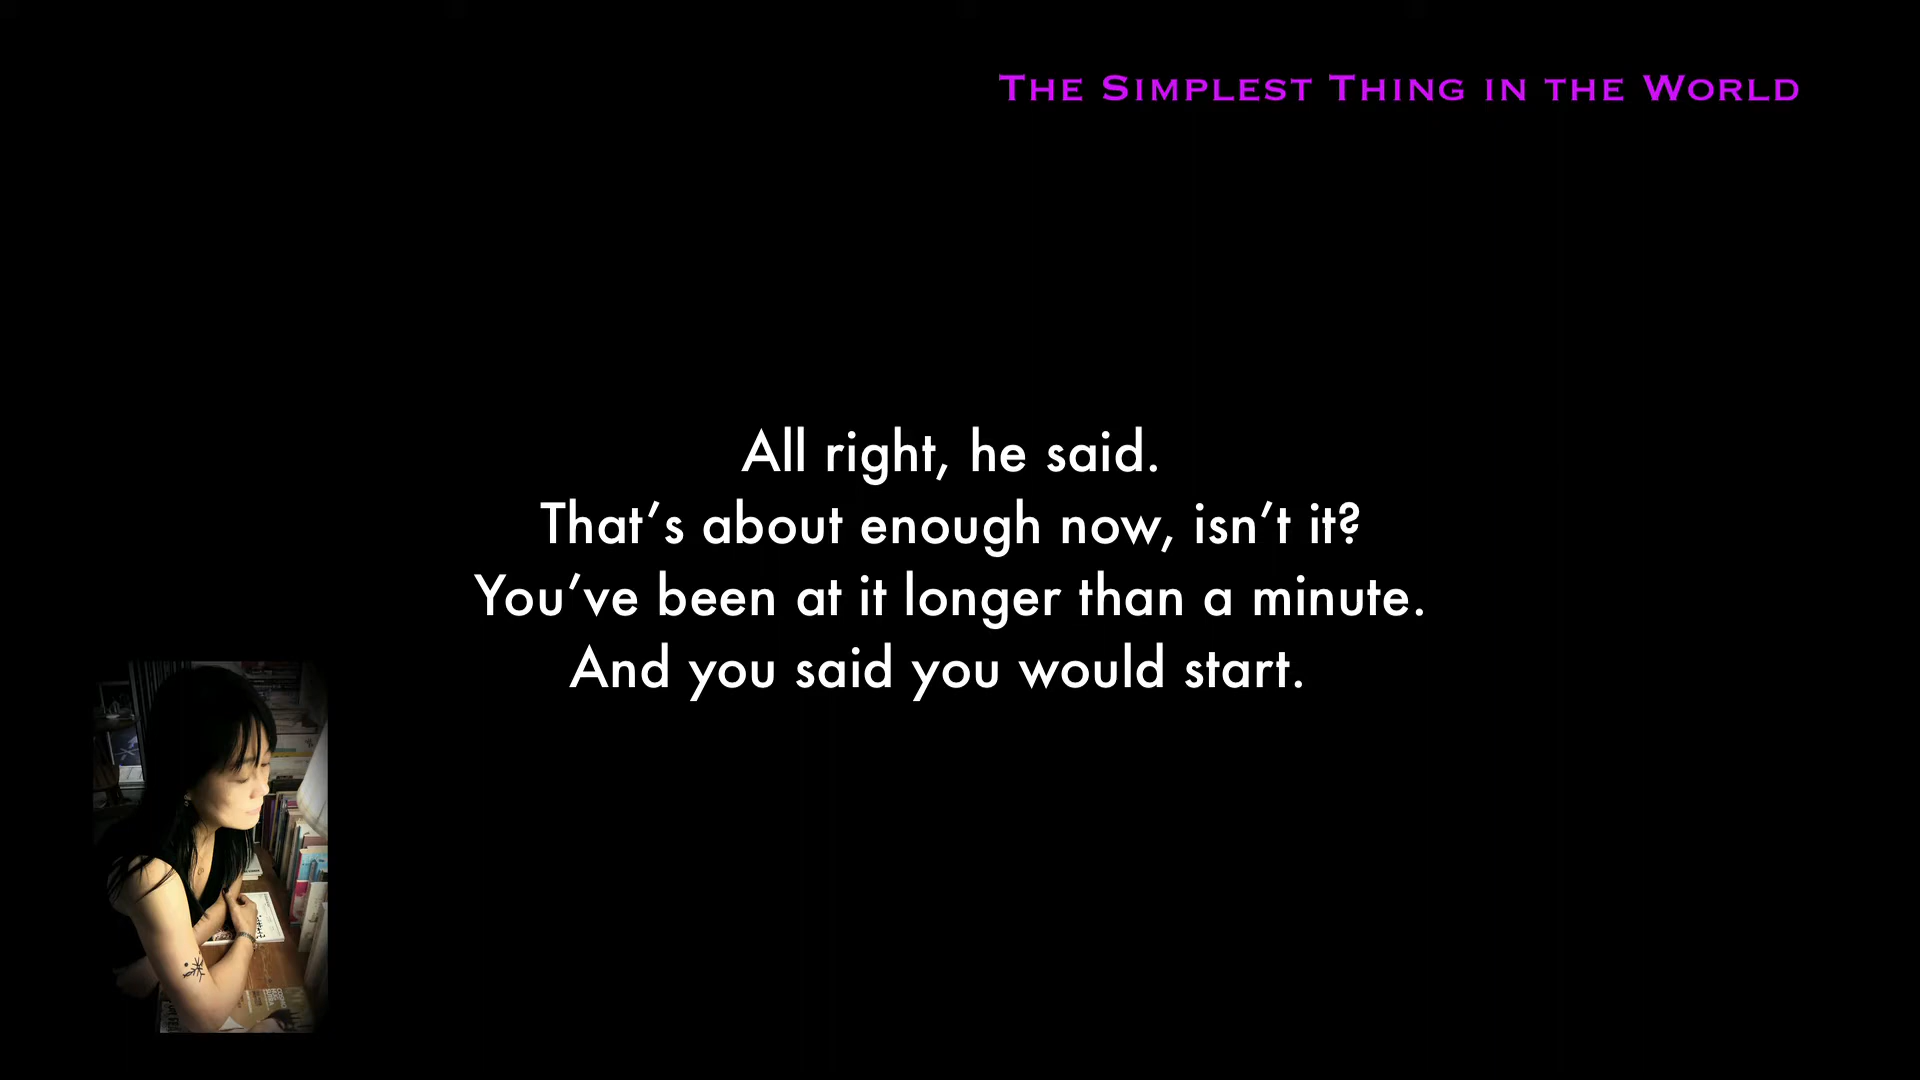 The Simplest Thing in the World
All right, he said.
That’s about enough now, isn’t it?
You’ve been at it longer than a minute.
And you said you would start.